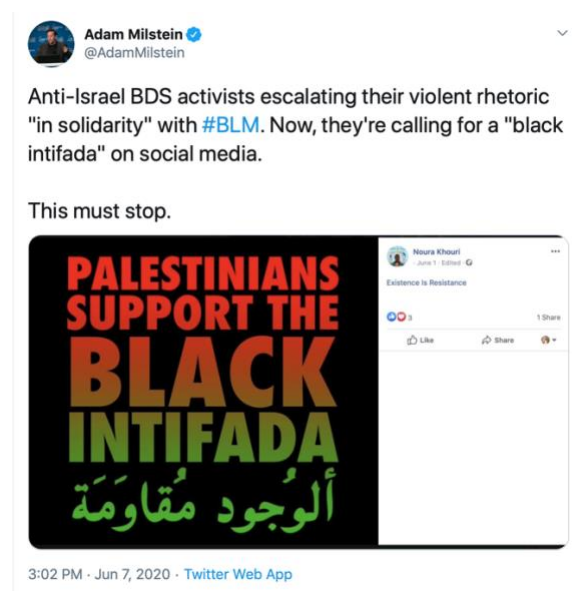 Adam Milstein
@AdamMilstein
Anti-Israel BDS activists escalating their violent rhetoric
"in solidarity" with #BLM. Now, they're calling for a "black
intifada" on social media.
This must stop.
PALESTINIANS
SUPPORT THE
BLACK
INTIFADA
ألوُجود مُقاوَمَة
Noura Khouri
June 1 · Edited ·
Existence Is Resistance
3
1 Share
Like
Share
3:02 PM · Jun 7, 2020 · Twitter Web App